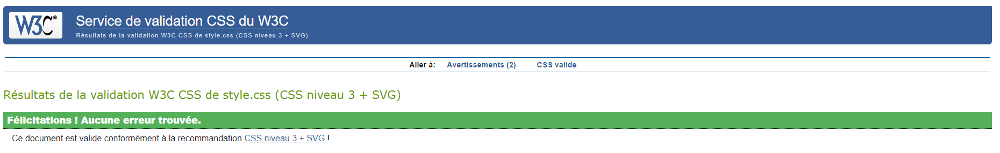 W3C®
Service de validation CSS du W3C
Résultats de la validation W3C CSS de style.css (CSS niveau 3 + SVG)
Aller à: Avertissements (2) CSS valide
Résultats de la validation W3C CSS de style.css (CSS niveau 3 + SVG)
Félicitations ! Aucune erreur trouvée.
Ce document est valide conformément à la recommandation CSS niveau 3 + SVG !